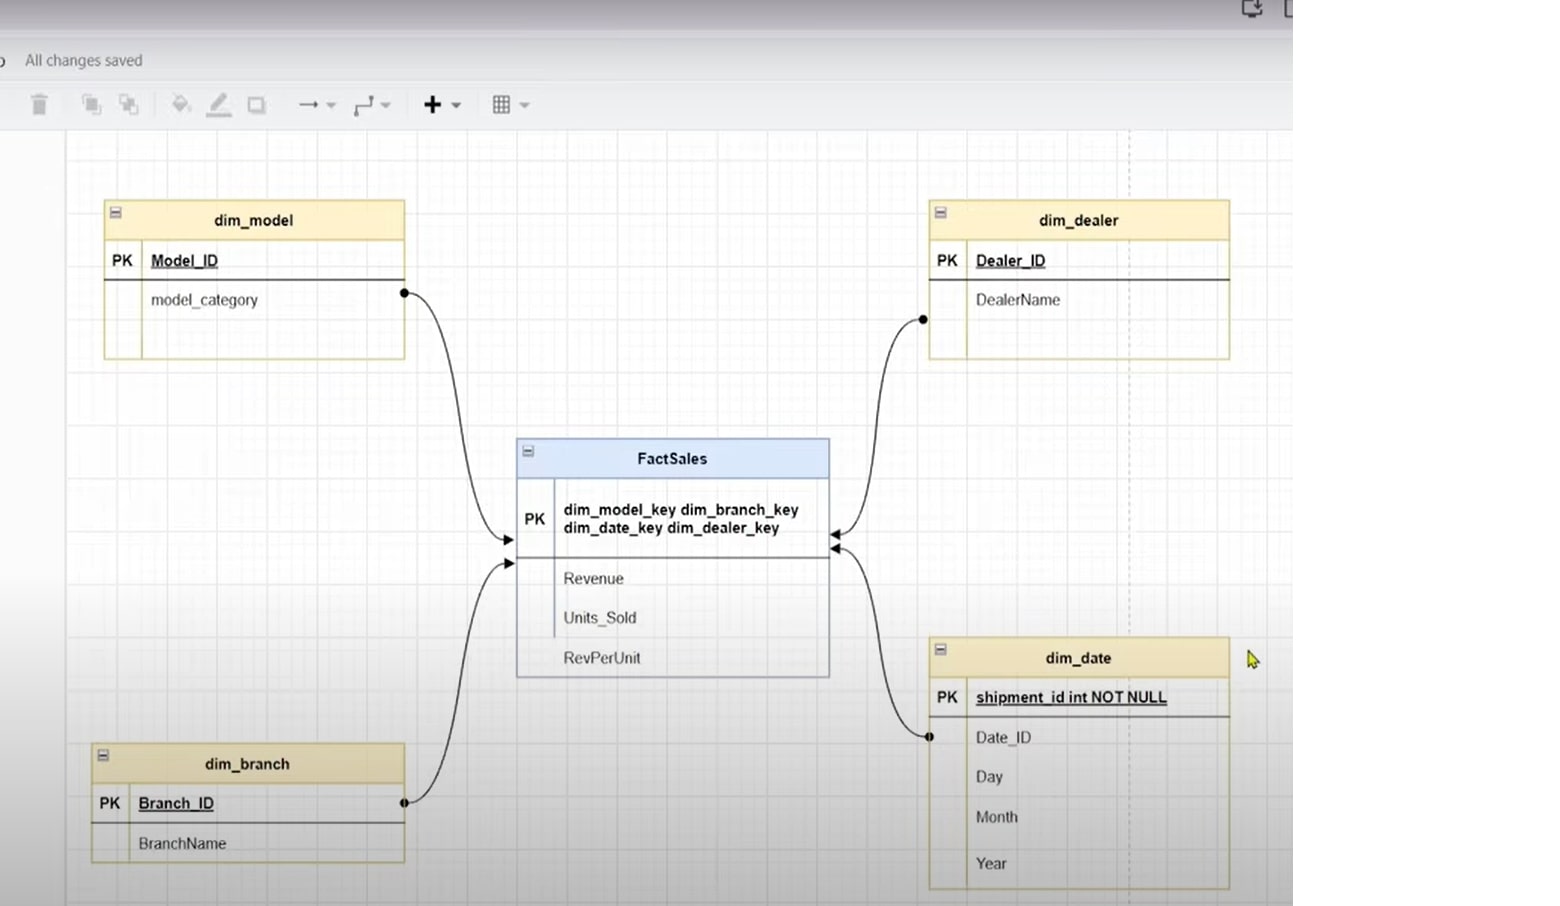 All changes saved
dim_model
PK Model_ID
model_category
dim_dealer
PK Dealer_ID
DealerName
FactSales
PK dim_model_key dim_branch_key
dim_date_key dim_dealer_key
Revenue
Units_Sold
RevPerUnit
dim_date
PK shipment_id int NOT NULL
Date_ID
Day
Month
Year
dim_branch
PK Branch_ID
BranchName